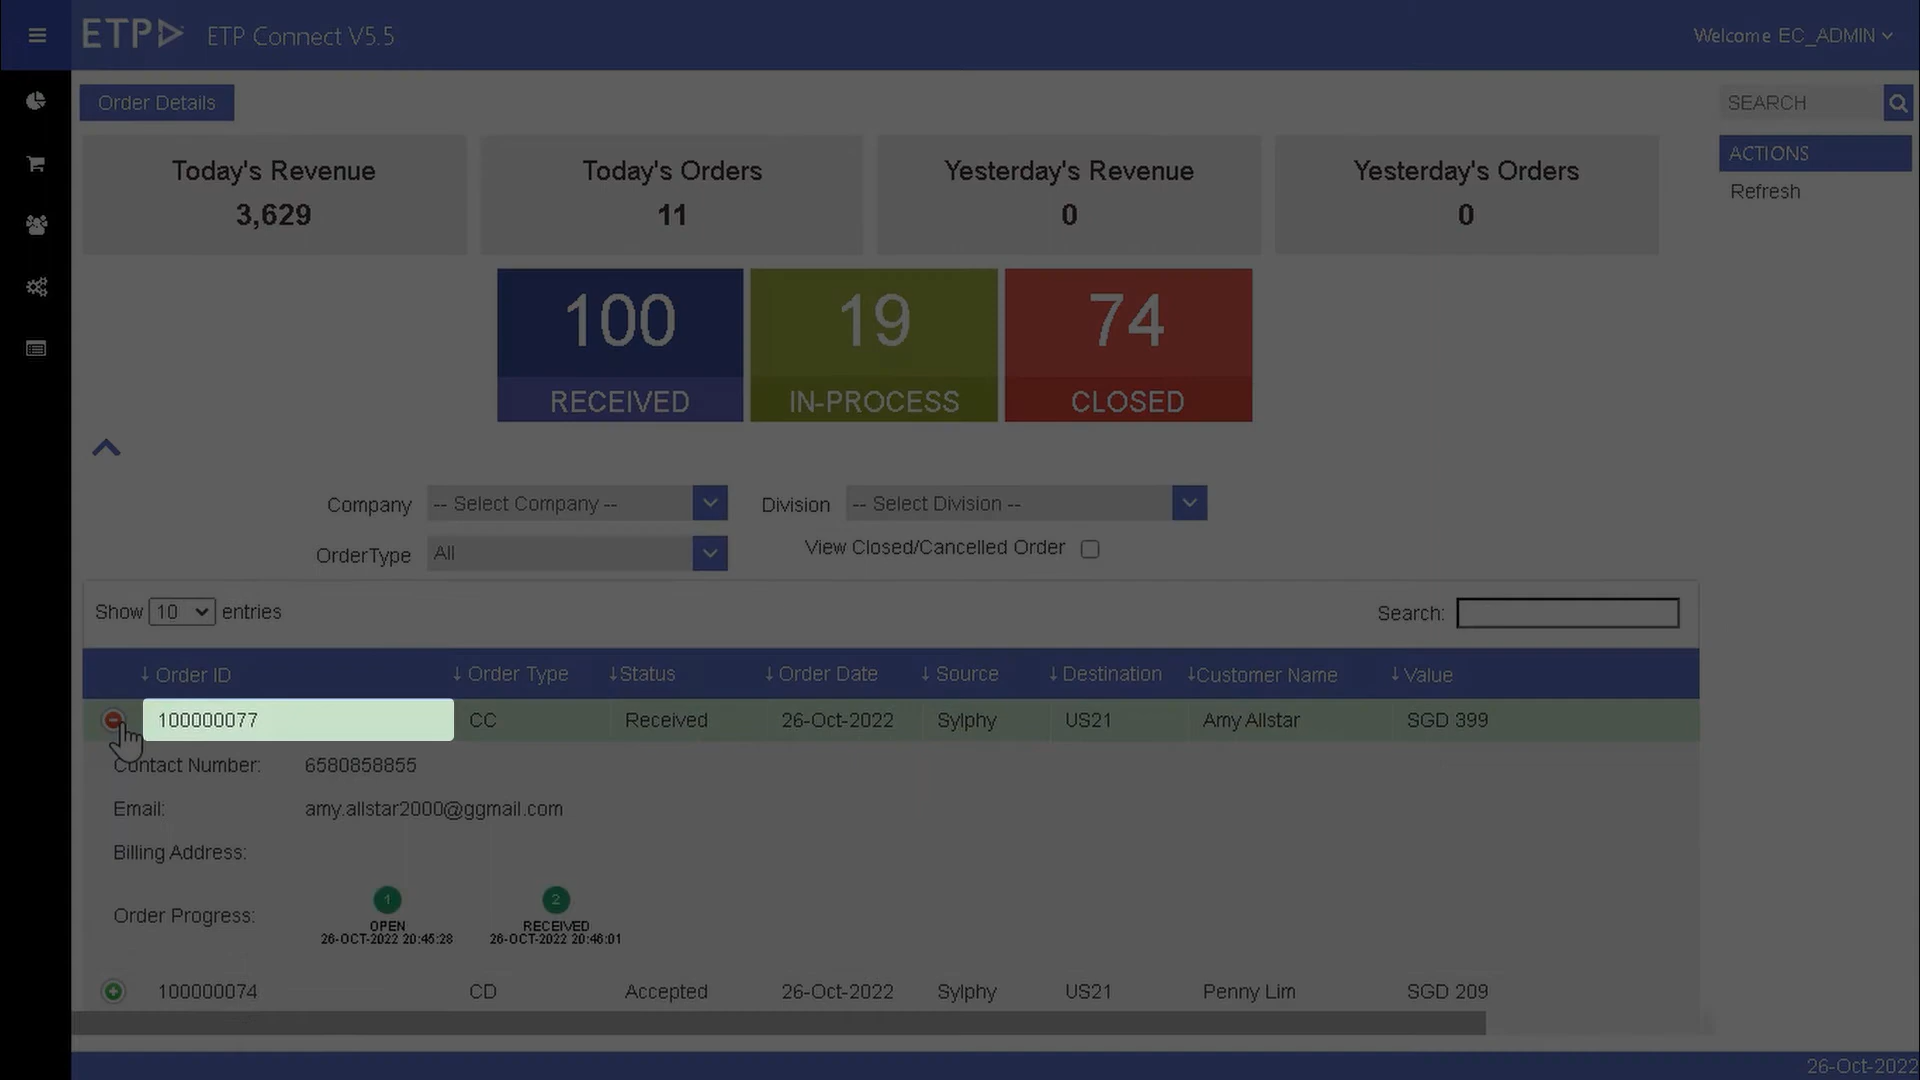 ETP ETP Connect V5.5 Welcome EC_ADMIN
Order Details SEARCH
Today's Revenue Today's Orders Yesterday's Revenue Yesterday's Orders ACTIONS
3,629 11 0 0 Refresh
100 19 74
RECEIVED IN-PROCESS CLOSED
Company -- Select Company -- Division -- Select Division --
OrderType All View Closed/Cancelled Order
Show 10 entries Search:
↓ Order ID ↓ Order Type ↓Status ↓ Order Date ↓ Source ↓ Destination ↓Customer Name ↓ Value
100000077 CC Received 26-Oct-2022 Sylphy US21 Amy Allstar SGD 399
Contact Number: 6580858855
Email: amy.allstar2000@ggmail.com
Billing Address:
Order Progress: 1 2
OPEN RECEIVED
26-OCT-2022 20:45:28 26-OCT-2022 20:46:01
100000074 CD Accepted 26-Oct-2022 Sylphy US21 Penny Lim SGD 209
26-Oct-2022